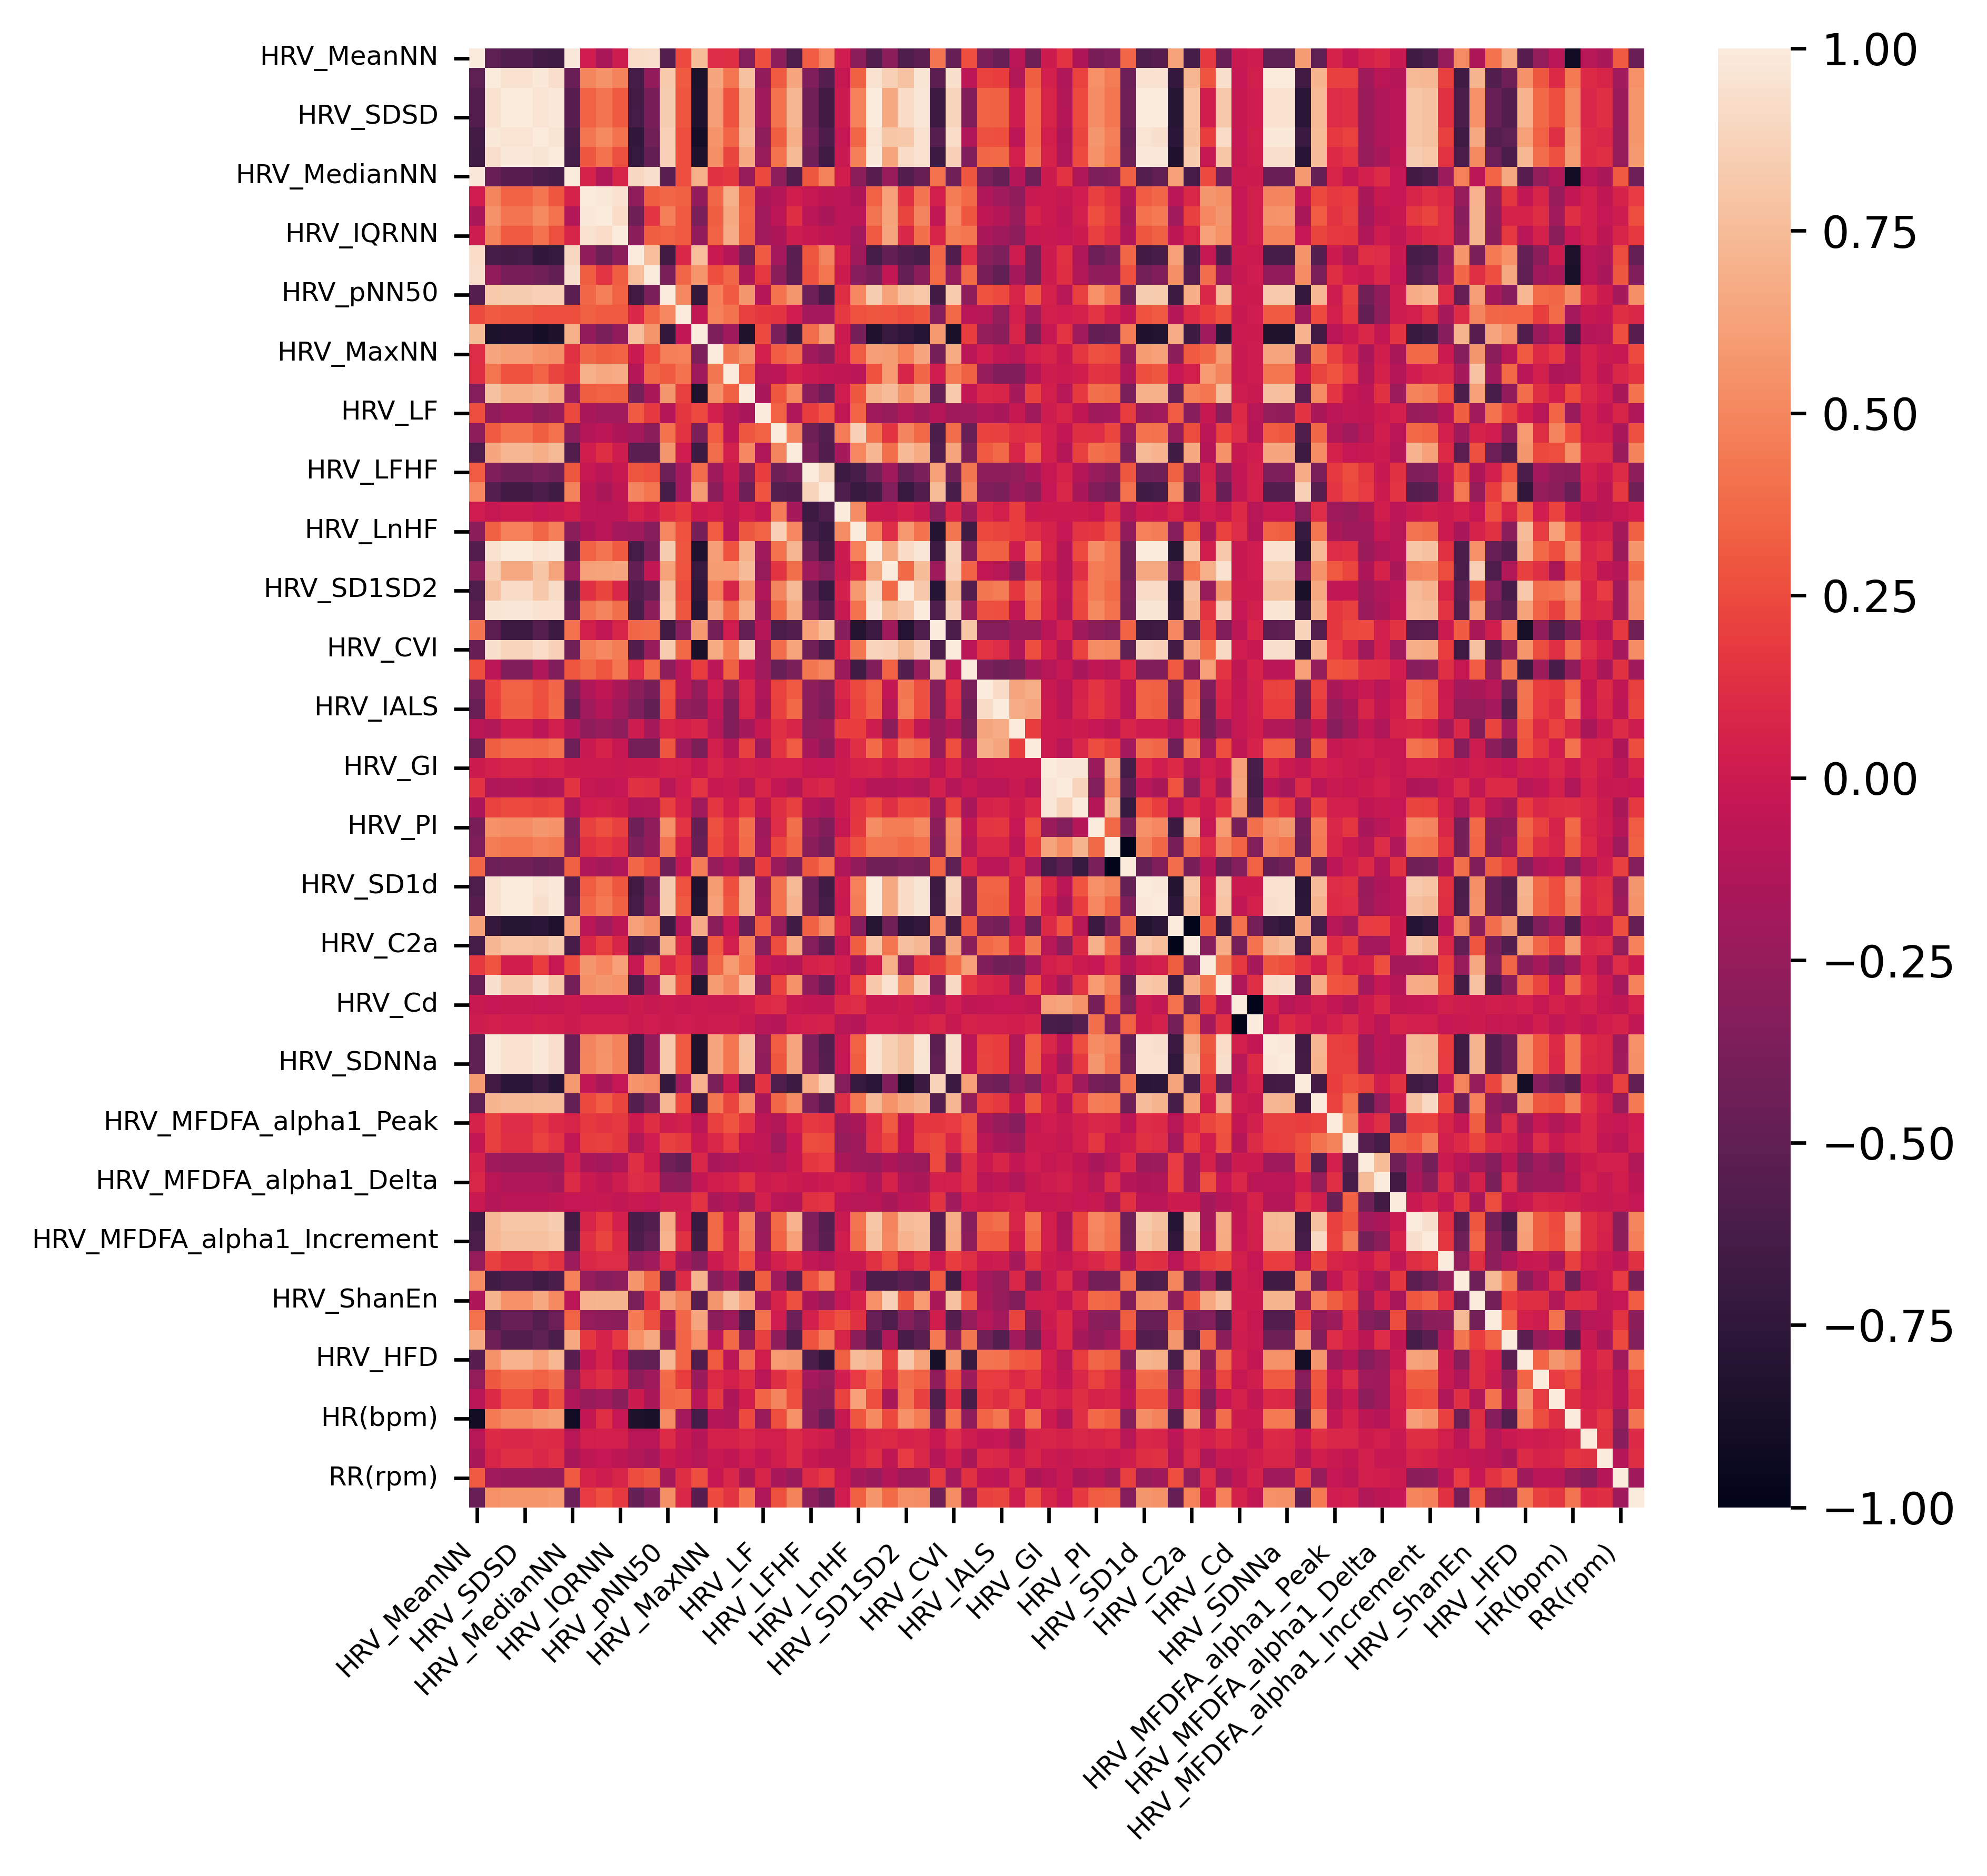 HRV_MeanNN
HRV_SDSD
HRV_MedianNN
HRV_IQRNN
HRV_pNN50
HRV_MaxNN
HRV_LF
HRV_LFHF
HRV_LnHF
HRV_SD1SD2
HRV_CVI
HRV_IALS
HRV_GI
HRV_PI
HRV_SD1d
HRV_C2a
HRV_Cd
HRV_SDNNa
HRV_MFDFA_alpha1_Peak
HRV_MFDFA_alpha1_Delta
HRV_MFDFA_alpha1_Increment
HRV_ShanEn
HRV_HFD
HR(bpm)
RR(rpm)
HRV_MeanNN
HRV_SDSD
HRV_MedianNN
HRV_IQRNN
HRV_pNN50
HRV_MaxNN
HRV_LF
HRV_LFHF
HRV_LnHF
HRV_SD1SD2
HRV_CVI
HRV_IALS
HRV_GI
HRV_PI
HRV_SD1d
HRV_C2a
HRV_Cd
HRV_SDNNa
HRV_MFDFA_alpha1_Peak
HRV_MFDFA_alpha1_Delta
HRV_MFDFA_alpha1_Increment
HRV_ShanEn
HRV_HFD
HR(bpm)
RR(rpm)
1.00
0.75
0.50
0.25
0.00
−0.25
−0.50
−0.75
−1.00